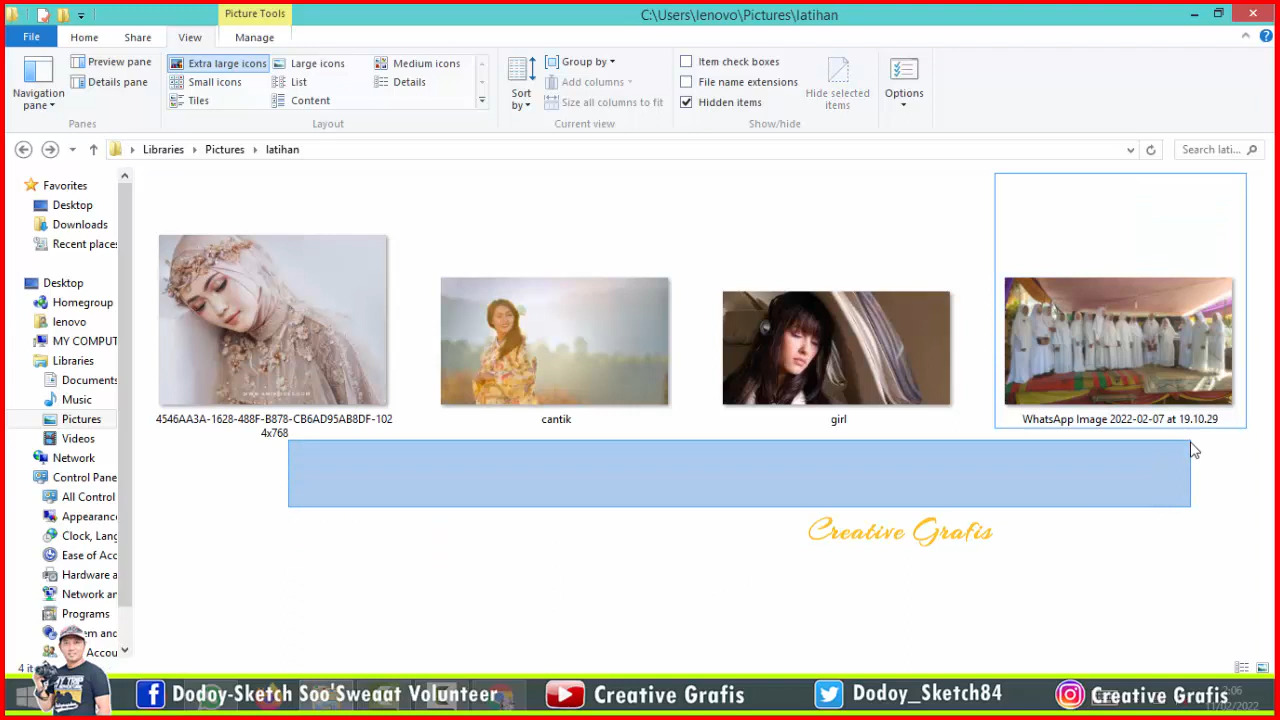 Picture Tools
C:\Users\lenovo\Pictures\latihan
File
Home
Share
View
Manage
Navigation pane
Preview pane
Details pane
Panes
Extra large icons
Large icons
Medium icons
Small icons
List
Details
Tiles
Content
Layout
Sort by
Group by
Add columns
Size all columns to fit
Current view
Item check boxes
File name extensions
Hidden items
Hide selected items
Show/hide
Options
Libraries
Pictures
latihan
Search lati...
Favorites
Desktop
Downloads
Recent places
Desktop
Homegroup
lenovo
MY COMPUT
Libraries
Documents
Music
Pictures
Videos
Network
Control Pane
All Control
Appearance
Clock, Lang
Ease of Acc
Hardware a
Network an
Programs
4546AA3A-1628-488F-B878-CB6AD95AB8DF-102
4x768
cantik
girl
WhatsApp Image 2022-02-07 at 19.10.29
Creative Grafis
Dodoy-Sketch Soo'Sweaat Volunteer
Creative Grafis
Dodoy_Sketch84
Creative Grafis
11/02/2022